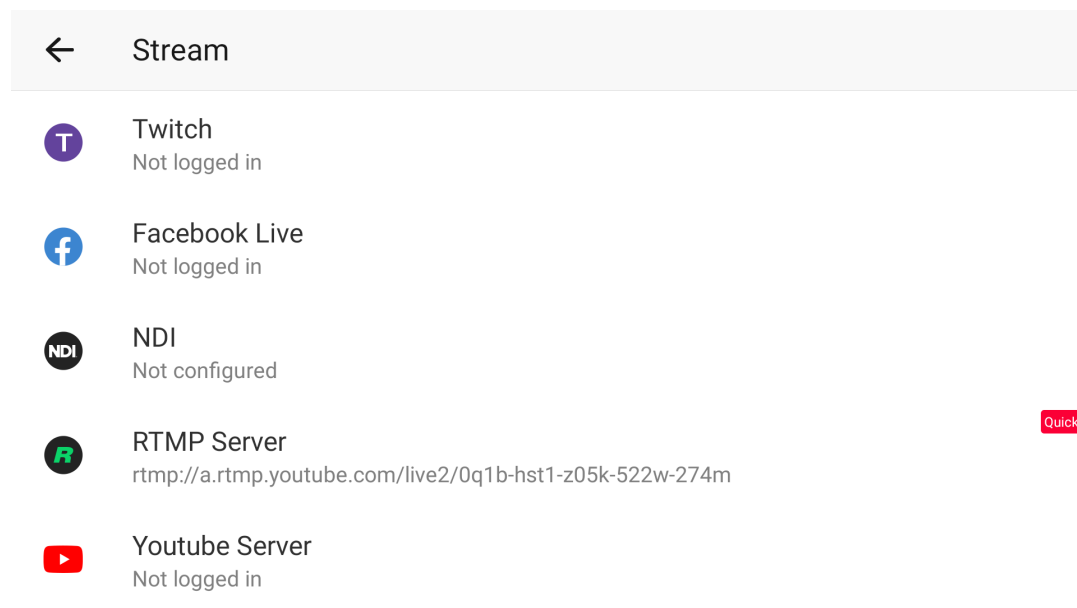 Stream
T
Twitch
Not logged in
Facebook Live
Not logged in
NDI
NDI
Not configured
Quick
R
RTMP Server
rtmp://a.rtmp.youtube.com/live2/0q1b-hst1-z05k-522w-274m
Youtube Server
Not logged in